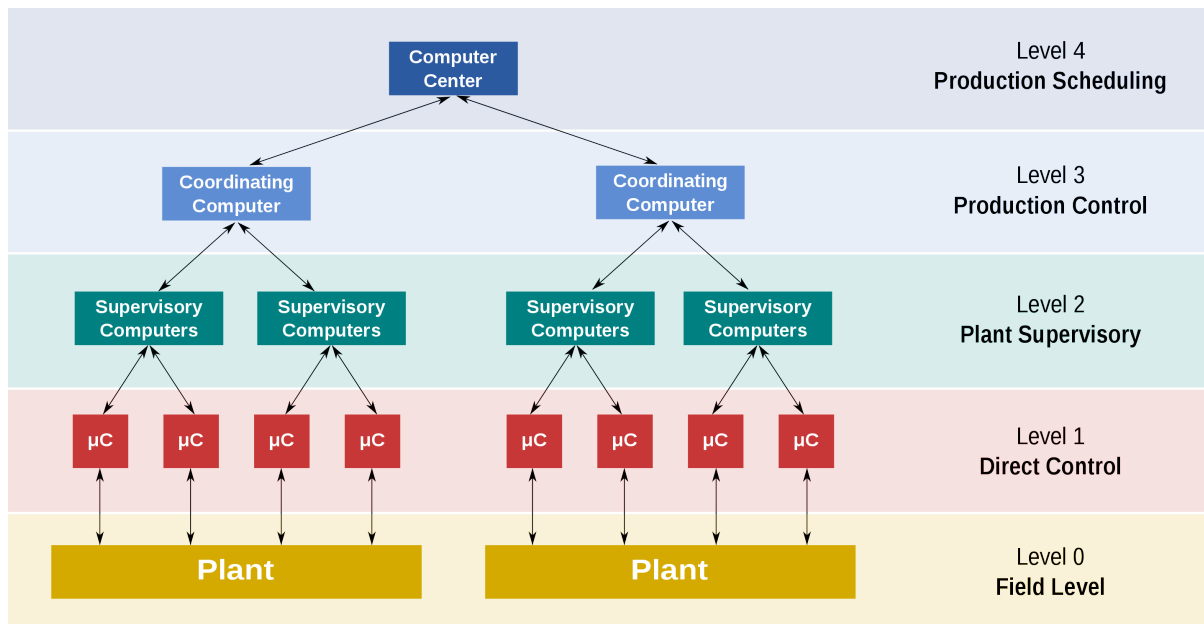 Computer
Center
Level 4
Production Scheduling
Coordinating
Computer
Coordinating
Computer
Level 3
Production Control
Supervisory
Computers
Supervisory
Computers
Supervisory
Computers
Supervisory
Computers
Level 2
Plant Supervisory
μC
μC
μC
μC
μC
μC
μC
μC
Level 1
Direct Control
Plant
Plant
Level 0
Field Level